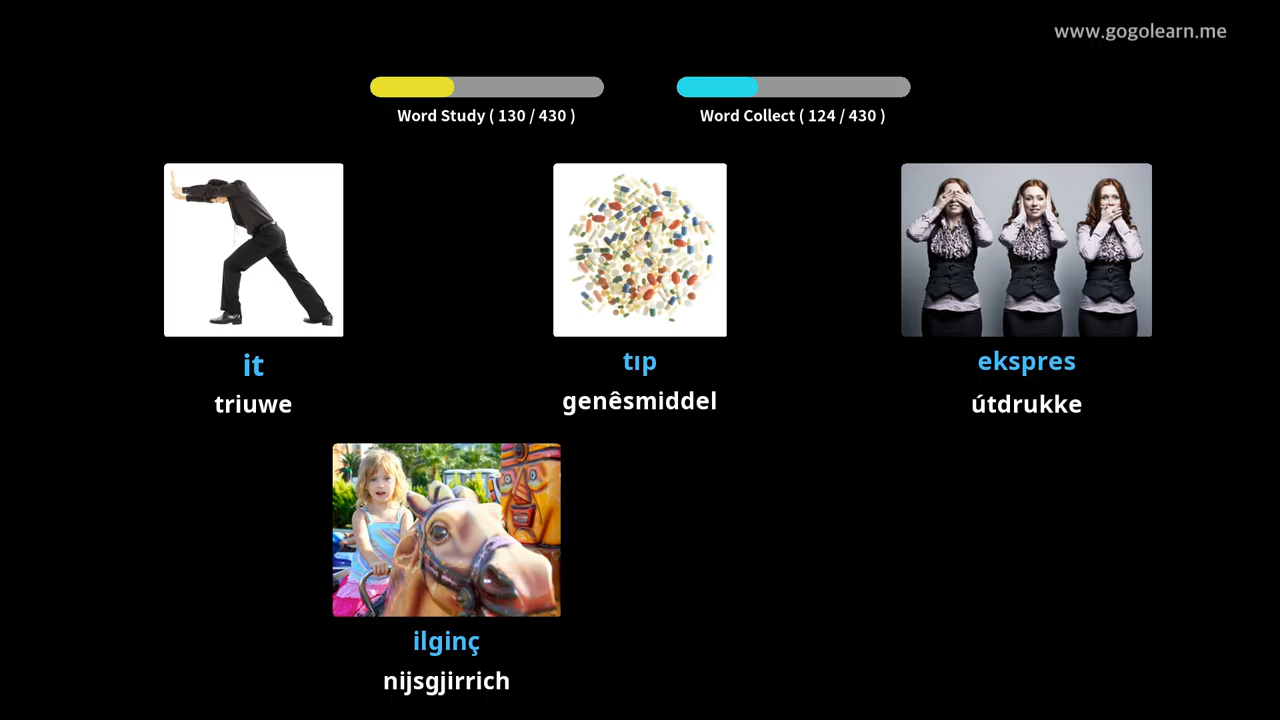 www.gogolearn.me
Word Study ( 130 / 430 )
Word Collect ( 124 / 430 )
it
triuwe
tıp
genêsmiddel
ekspres
útdrukke
ilginç
nijsgjirrich